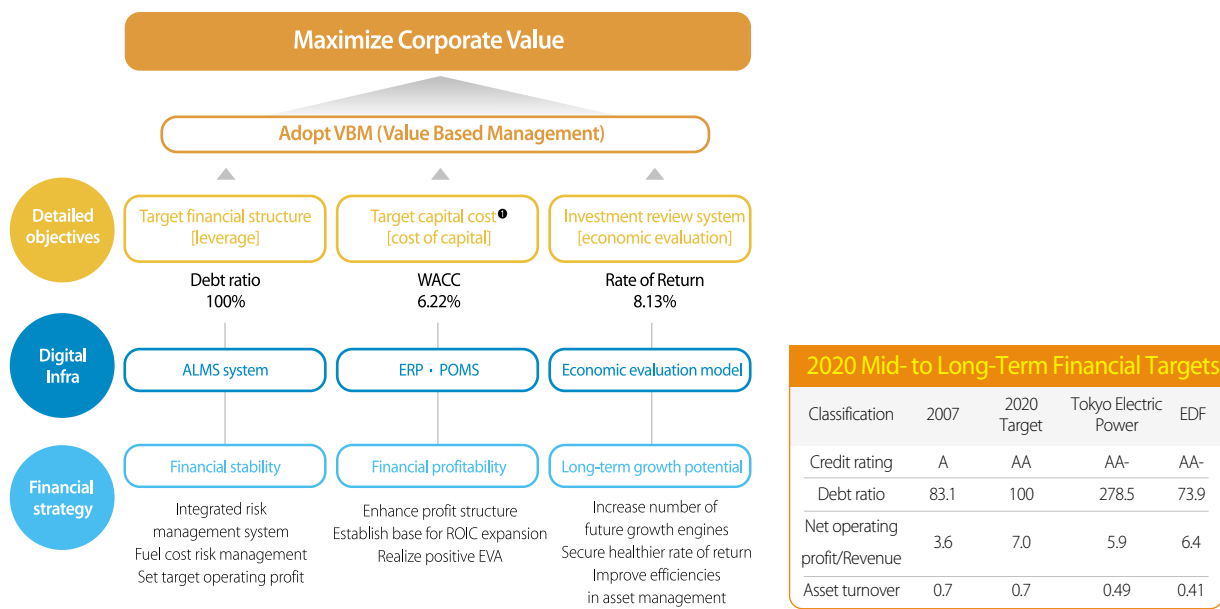 Maximize Corporate Value
Adopt VBM (Value Based Management)
Detailed
objectives
Target financial structure
[leverage]
Target capital cost❶
[cost of capital]
Investment review system
[economic evaluation]
Debt ratio
100%
WACC
6.22%
Rate of Return
8.13%
Digital
Infra
ALMS system
ERP · POMS
Economic evaluation model
Financial
strategy
Financial stability
Financial profitability
Long-term growth potential
Integrated risk
management system
Fuel cost risk management
Set target operating profit
Enhance profit structure
Establish base for ROIC expansion
Realize positive EVA
Increase number of
future growth engines
Secure healthier rate of return
Improve efficiencies
in asset management
2020 Mid- to Long-Term Financial Targets
Classification 2007 2020 Target Tokyo Electric Power EDF
Credit rating A AA AA- AA-
Debt ratio 83.1 100 278.5 73.9
Net operating profit/Revenue 3.6 7.0 5.9 6.4
Asset turnover 0.7 0.7 0.49 0.41